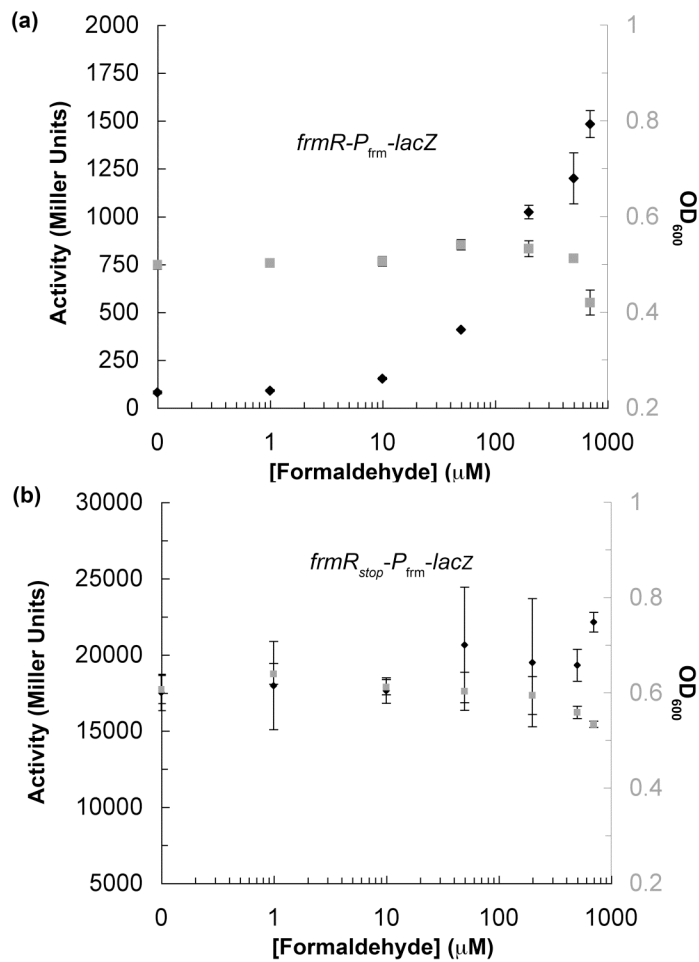 (a)
2000
1750
1500
1250
1000
750
500
250
0
Activity (Miller Units)
frmR-Pfrm-lacZ
1
0.8
0.6
0.4
0.2
OD600
0 1 10 100 1000
[Formaldehyde] (μM)
(b)
30000
25000
20000
15000
10000
5000
Activity (Miller Units)
frmRstop-Pfrm-lacZ
1
0.8
0.6
0.4
0.2
OD600
0 1 10 100 1000
[Formaldehyde] (μM)